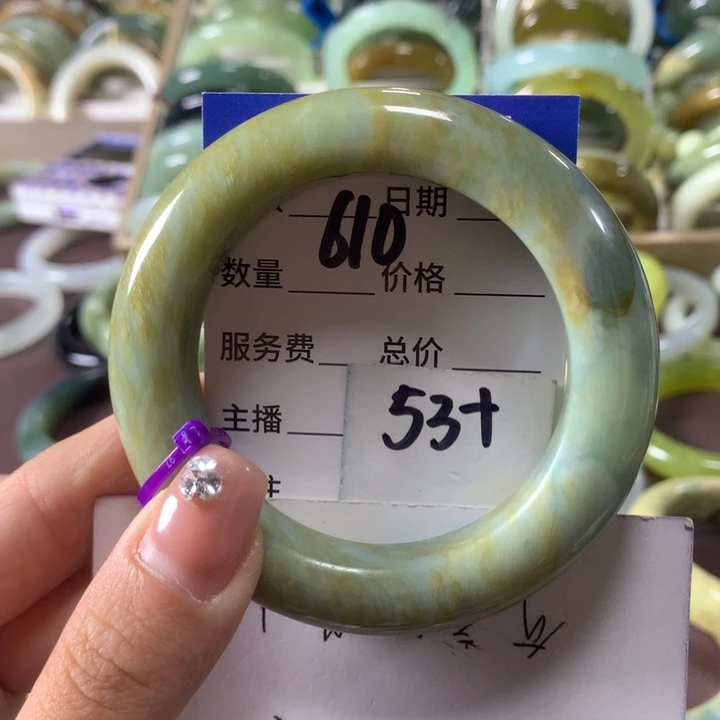 610
日期
数量 价格
服务费 总价
主播
53+